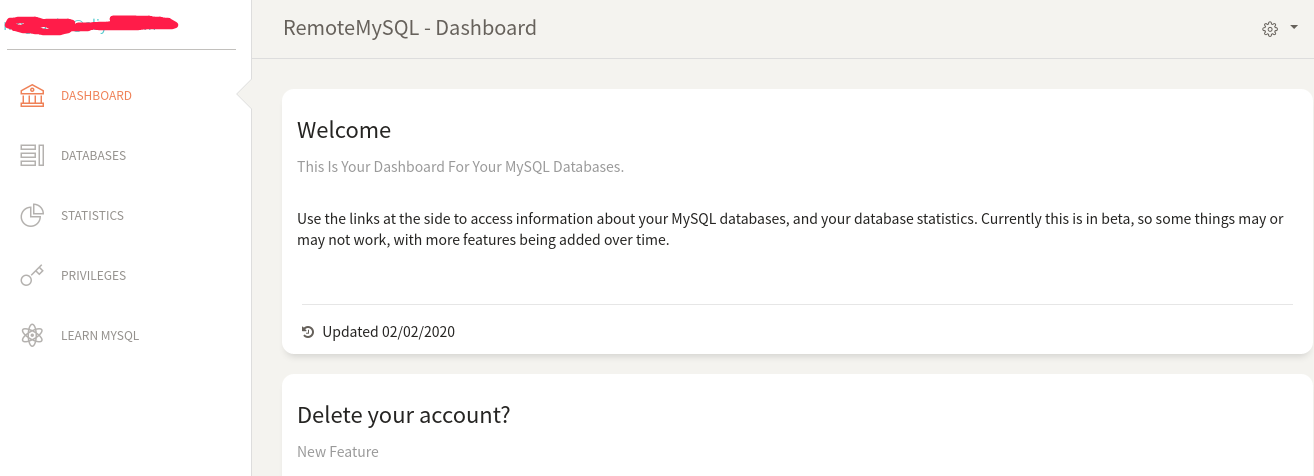 RemoteMySQL - Dashboard
DASHBOARD
DATABASES
STATISTICS
PRIVILEGES
LEARN MYSQL
Welcome
This Is Your Dashboard For Your MySQL Databases.
Use the links at the side to access information about your MySQL databases, and your database statistics. Currently this is in beta, so some things may or
may not work, with more features being added over time.
Updated 02/02/2020
Delete your account?
New Feature